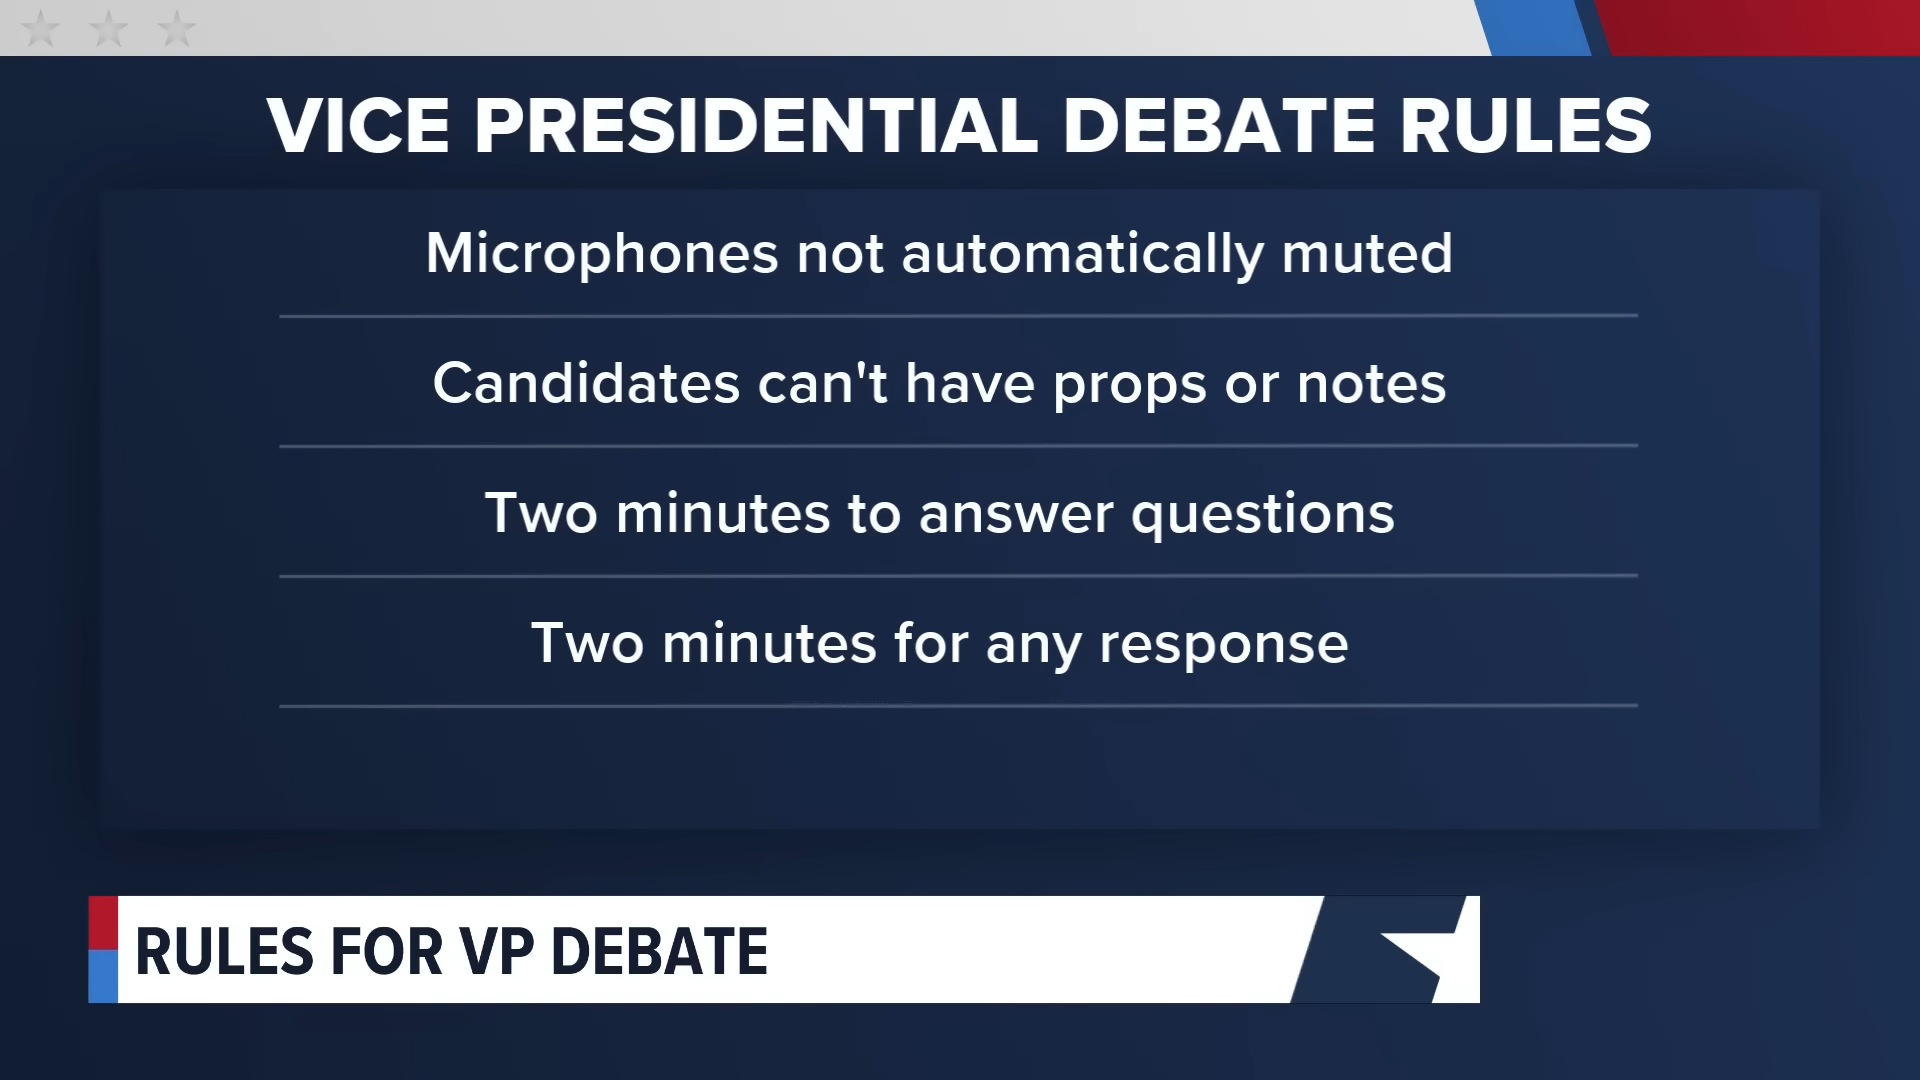 VICE PRESIDENTIAL DEBATE RULES
Microphones not automatically muted
Candidates can't have props or notes
Two minutes to answer questions
Two minutes for any response
RULES FOR VP DEBATE